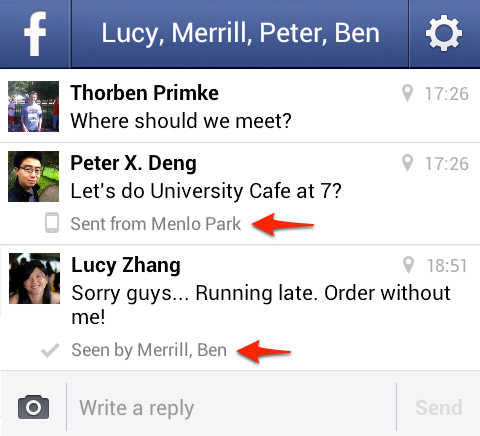 f
Lucy, Merrill, Peter, Ben
Thorben Primke 17:26
Where should we meet?
Peter X. Deng 17:26
Let's do University Cafe at 7?
Sent from Menlo Park
Lucy Zhang 18:51
Sorry guys... Running late. Order without
me!
Seen by Merrill, Ben
Write a reply Send